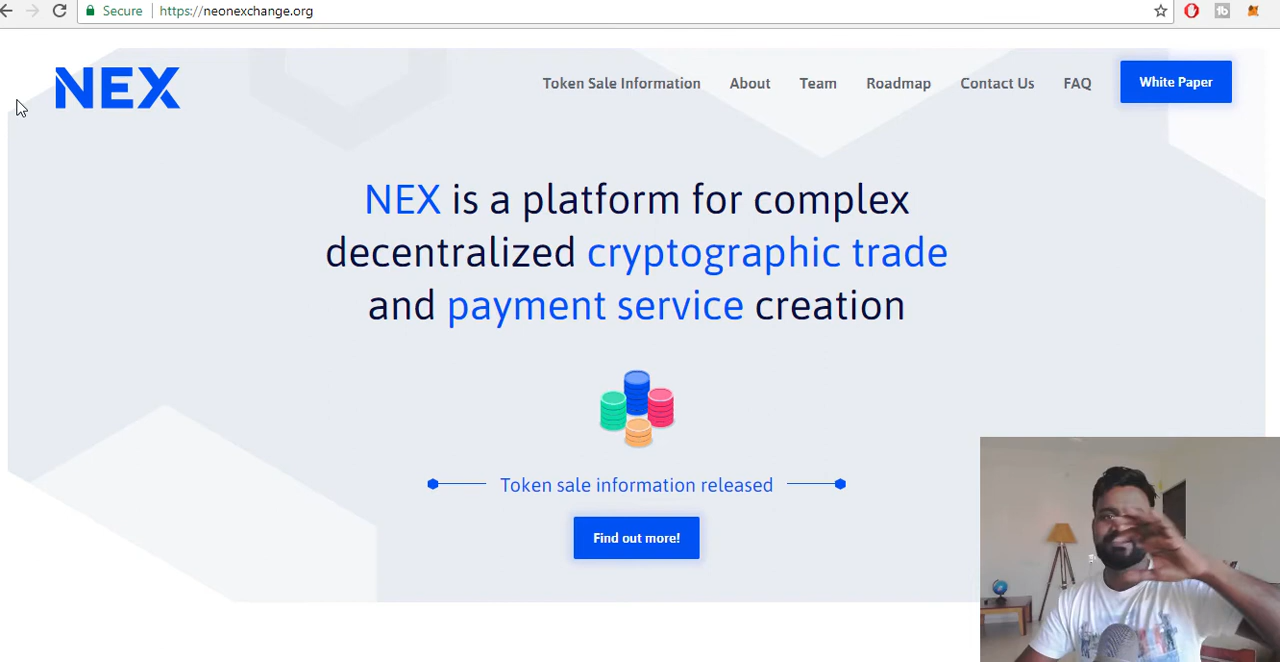 Secure https://neonexchange.org
NEX
Token Sale Information About Team Roadmap Contact Us FAQ White Paper
NEX is a platform for complex
decentralized cryptographic trade
and payment service creation
Token sale information released
Find out more!